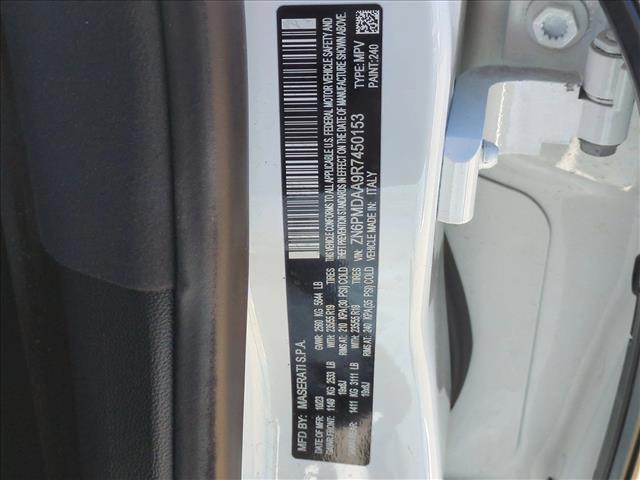 MFD BY: MASERATI S.P.A.
DATE OF MFR: 10/23 GVWR: 2560 KG 5644 LB
GAWR FRONT: 1149 KG 2533 LB WITH: 235/55 R19 TIRES
19x8J RIMS AT: 210 KPA(30 PSI) COLD
1411 KG 3111 LB WITH: 235/55 R19 TIRES
19x8J RIMS AT: 240 KPA(35 PSI) COLD
THIS VEHICLE CONFORMS TO ALL APPLICABLE U.S. FEDERAL MOTOR VEHICLE SAFETY AND
THEFT PREVENTION STANDARDS IN EFFECT ON THE DATE OF MANUFACTURE SHOWN ABOVE.
VIN: ZN6PMDAA9R7450153 TYPE: MPV
VEHICLE MADE IN: ITALY PAINT: 240